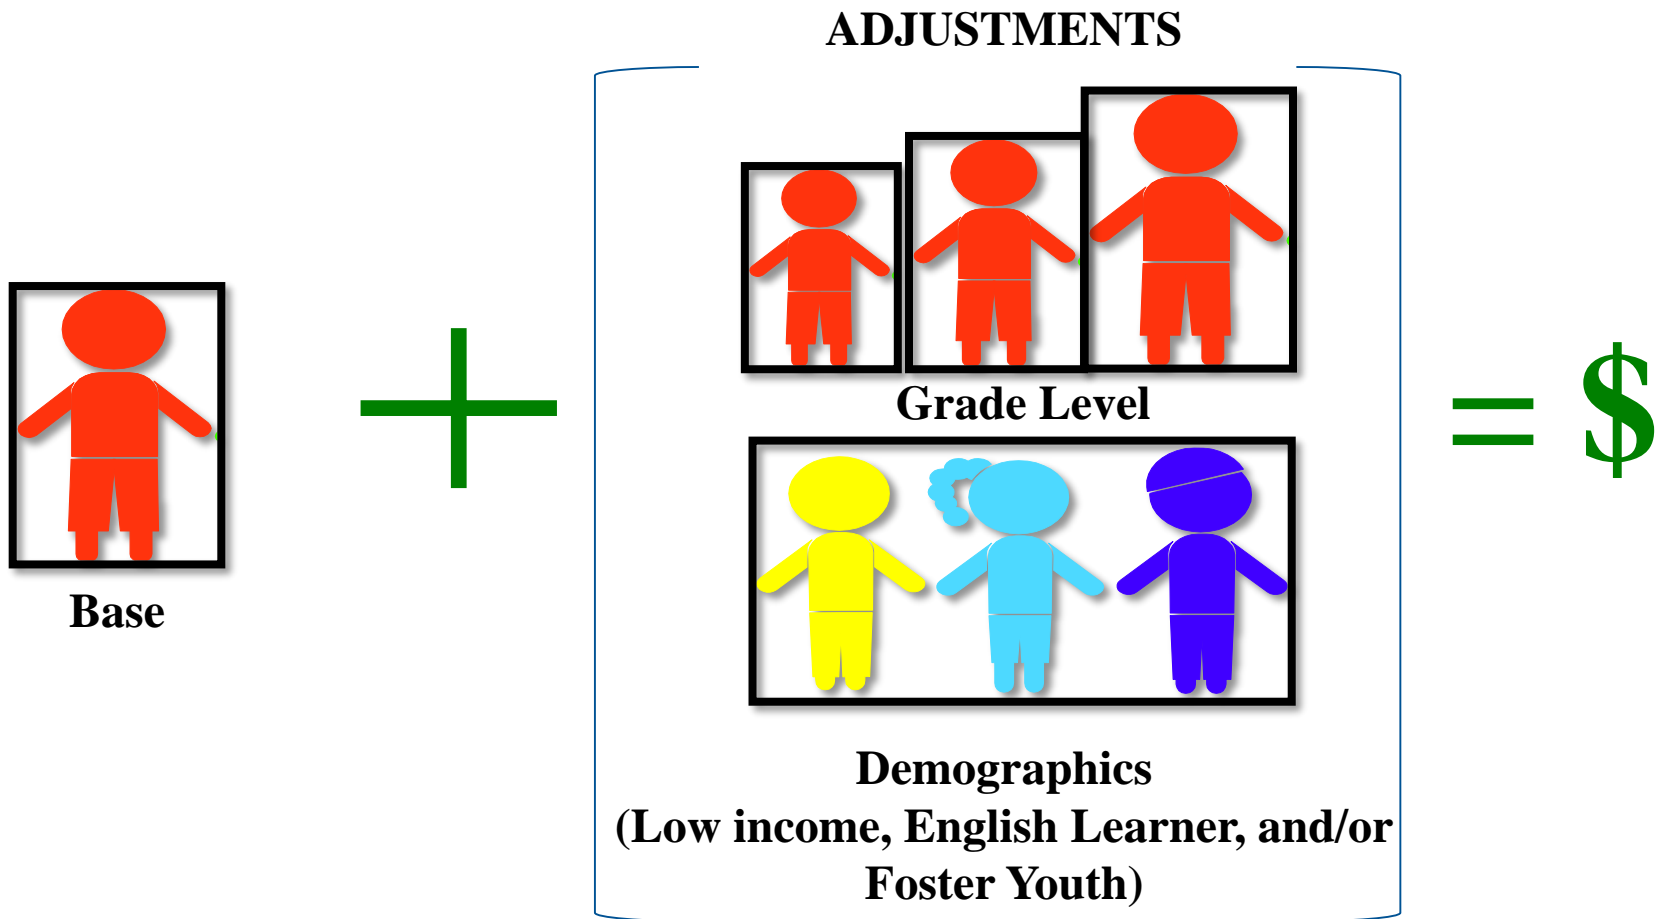 ADJUSTMENTS
Grade Level
Base
= $
Demographics
(Low income, English Learner, and/or
Foster Youth)